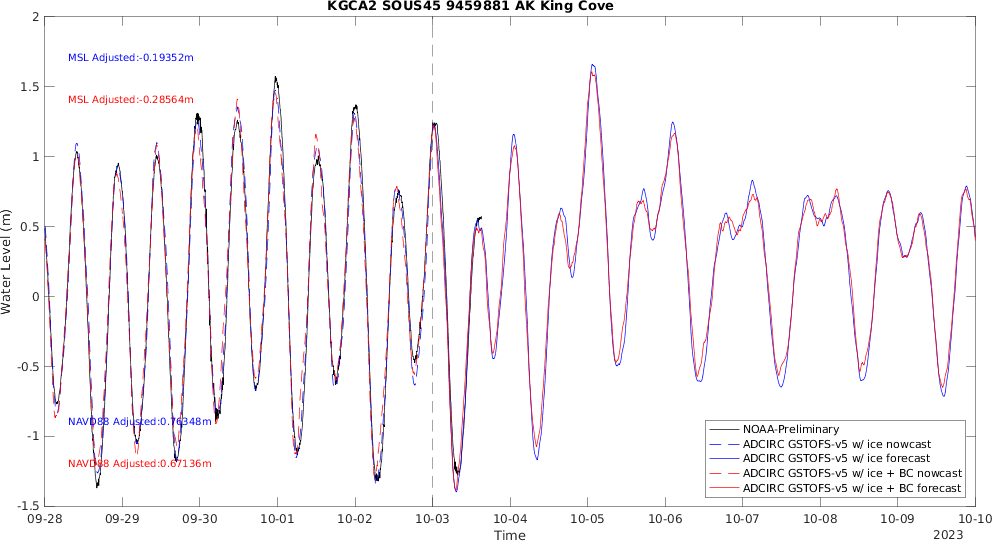 KGCA2 SOUS45 9459881 AK King Cove
2
1.5
1
0.5
0
-0.5
-1
-1.5
Water Level (m)
MSL Adjusted:-0.19352m
MSL Adjusted:-0.28564m
NAVD88 Adjusted:0.76348m
NAVD88 Adjusted:0.67136m
NOAA-Preliminary
ADCIRC GSTOFS-v5 w/ ice nowcast
ADCIRC GSTOFS-v5 w/ ice forecast
ADCIRC GSTOFS-v5 w/ ice + BC nowcast
ADCIRC GSTOFS-v5 w/ ice + BC forecast
09-28 09-29 09-30 10-01 10-02 10-03 10-04 10-05 10-06 10-07 10-08 10-09 10-10
Time
2023